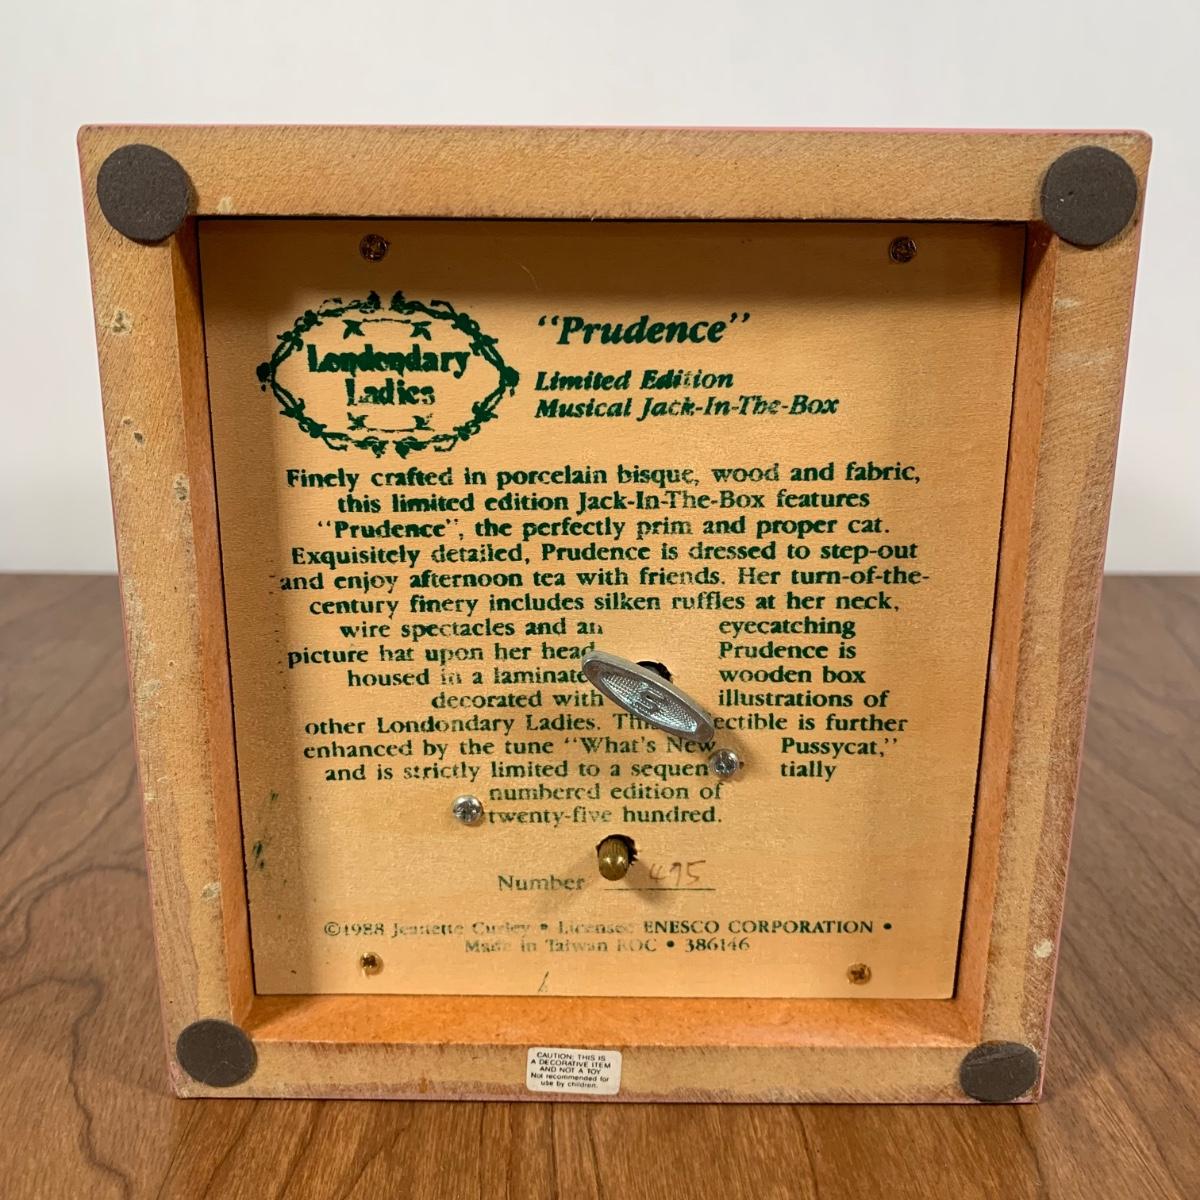 Londondary
Ladies
“Prudence”
Limited Edition
Musical Jack-In-The-Box
Finely crafted in porcelain bisque, wood and fabric,
this limited edition Jack-In-The-Box features
“Prudence”, the perfectly prim and proper cat.
Exquisitely detailed, Prudence is dressed to step-out
and enjoy afternoon tea with friends. Her turn-of-the-
century finery includes silken ruffles at her neck,
wire spectacles and an eyecatching
picture hat upon her head. Prudence is
housed in a laminate wooden box
decorated with illustrations of
other Londondary Ladies. ectible is further
enhanced by the tune “What's New Pussycat,”
and is strictly limited to a sequen tially
numbered edition of
twenty-five hundred.
Number 495
©1988 Jeanette Curley • Licensee ENESCO CORPORATION •
Made in Taiwan ROC • 386146
CAUTION: THIS IS
A DECORATIVE ITEM
AND NOT A TOY
Not recommended for
use by children.